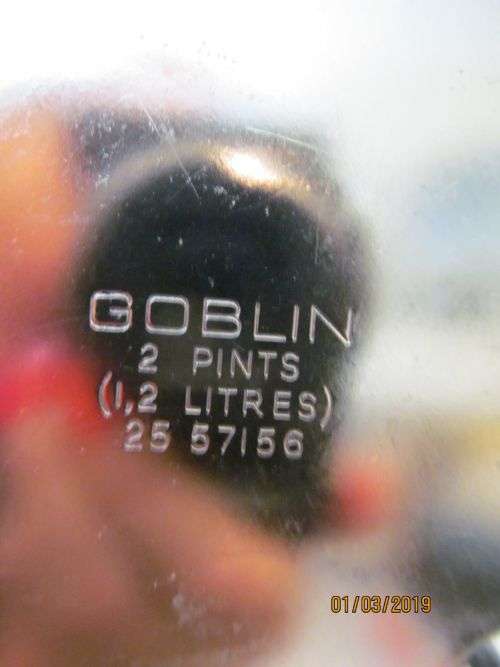 GOBLIN
2 PINTS
(1,2 LITRES)
25 57156
01/03/2019